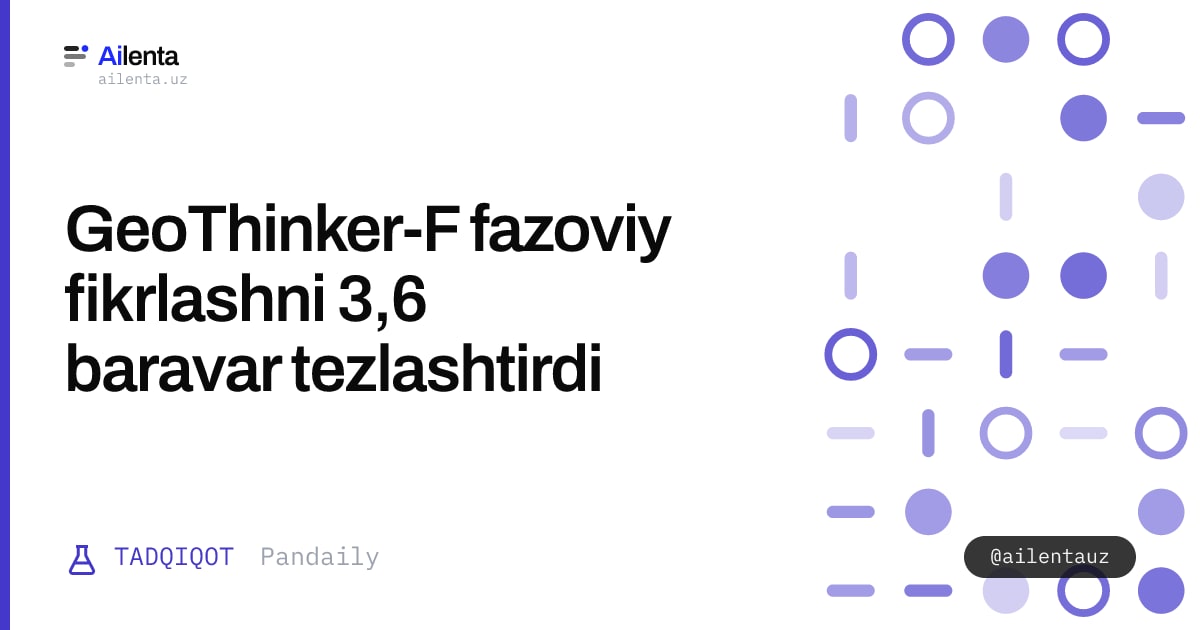 Ailenta
ailenta.uz
GeoThinker-F fazoviy
fikrlashni 3,6
baravar tezlashtirdi
TADQIQOT Pandaily
@ailentauz